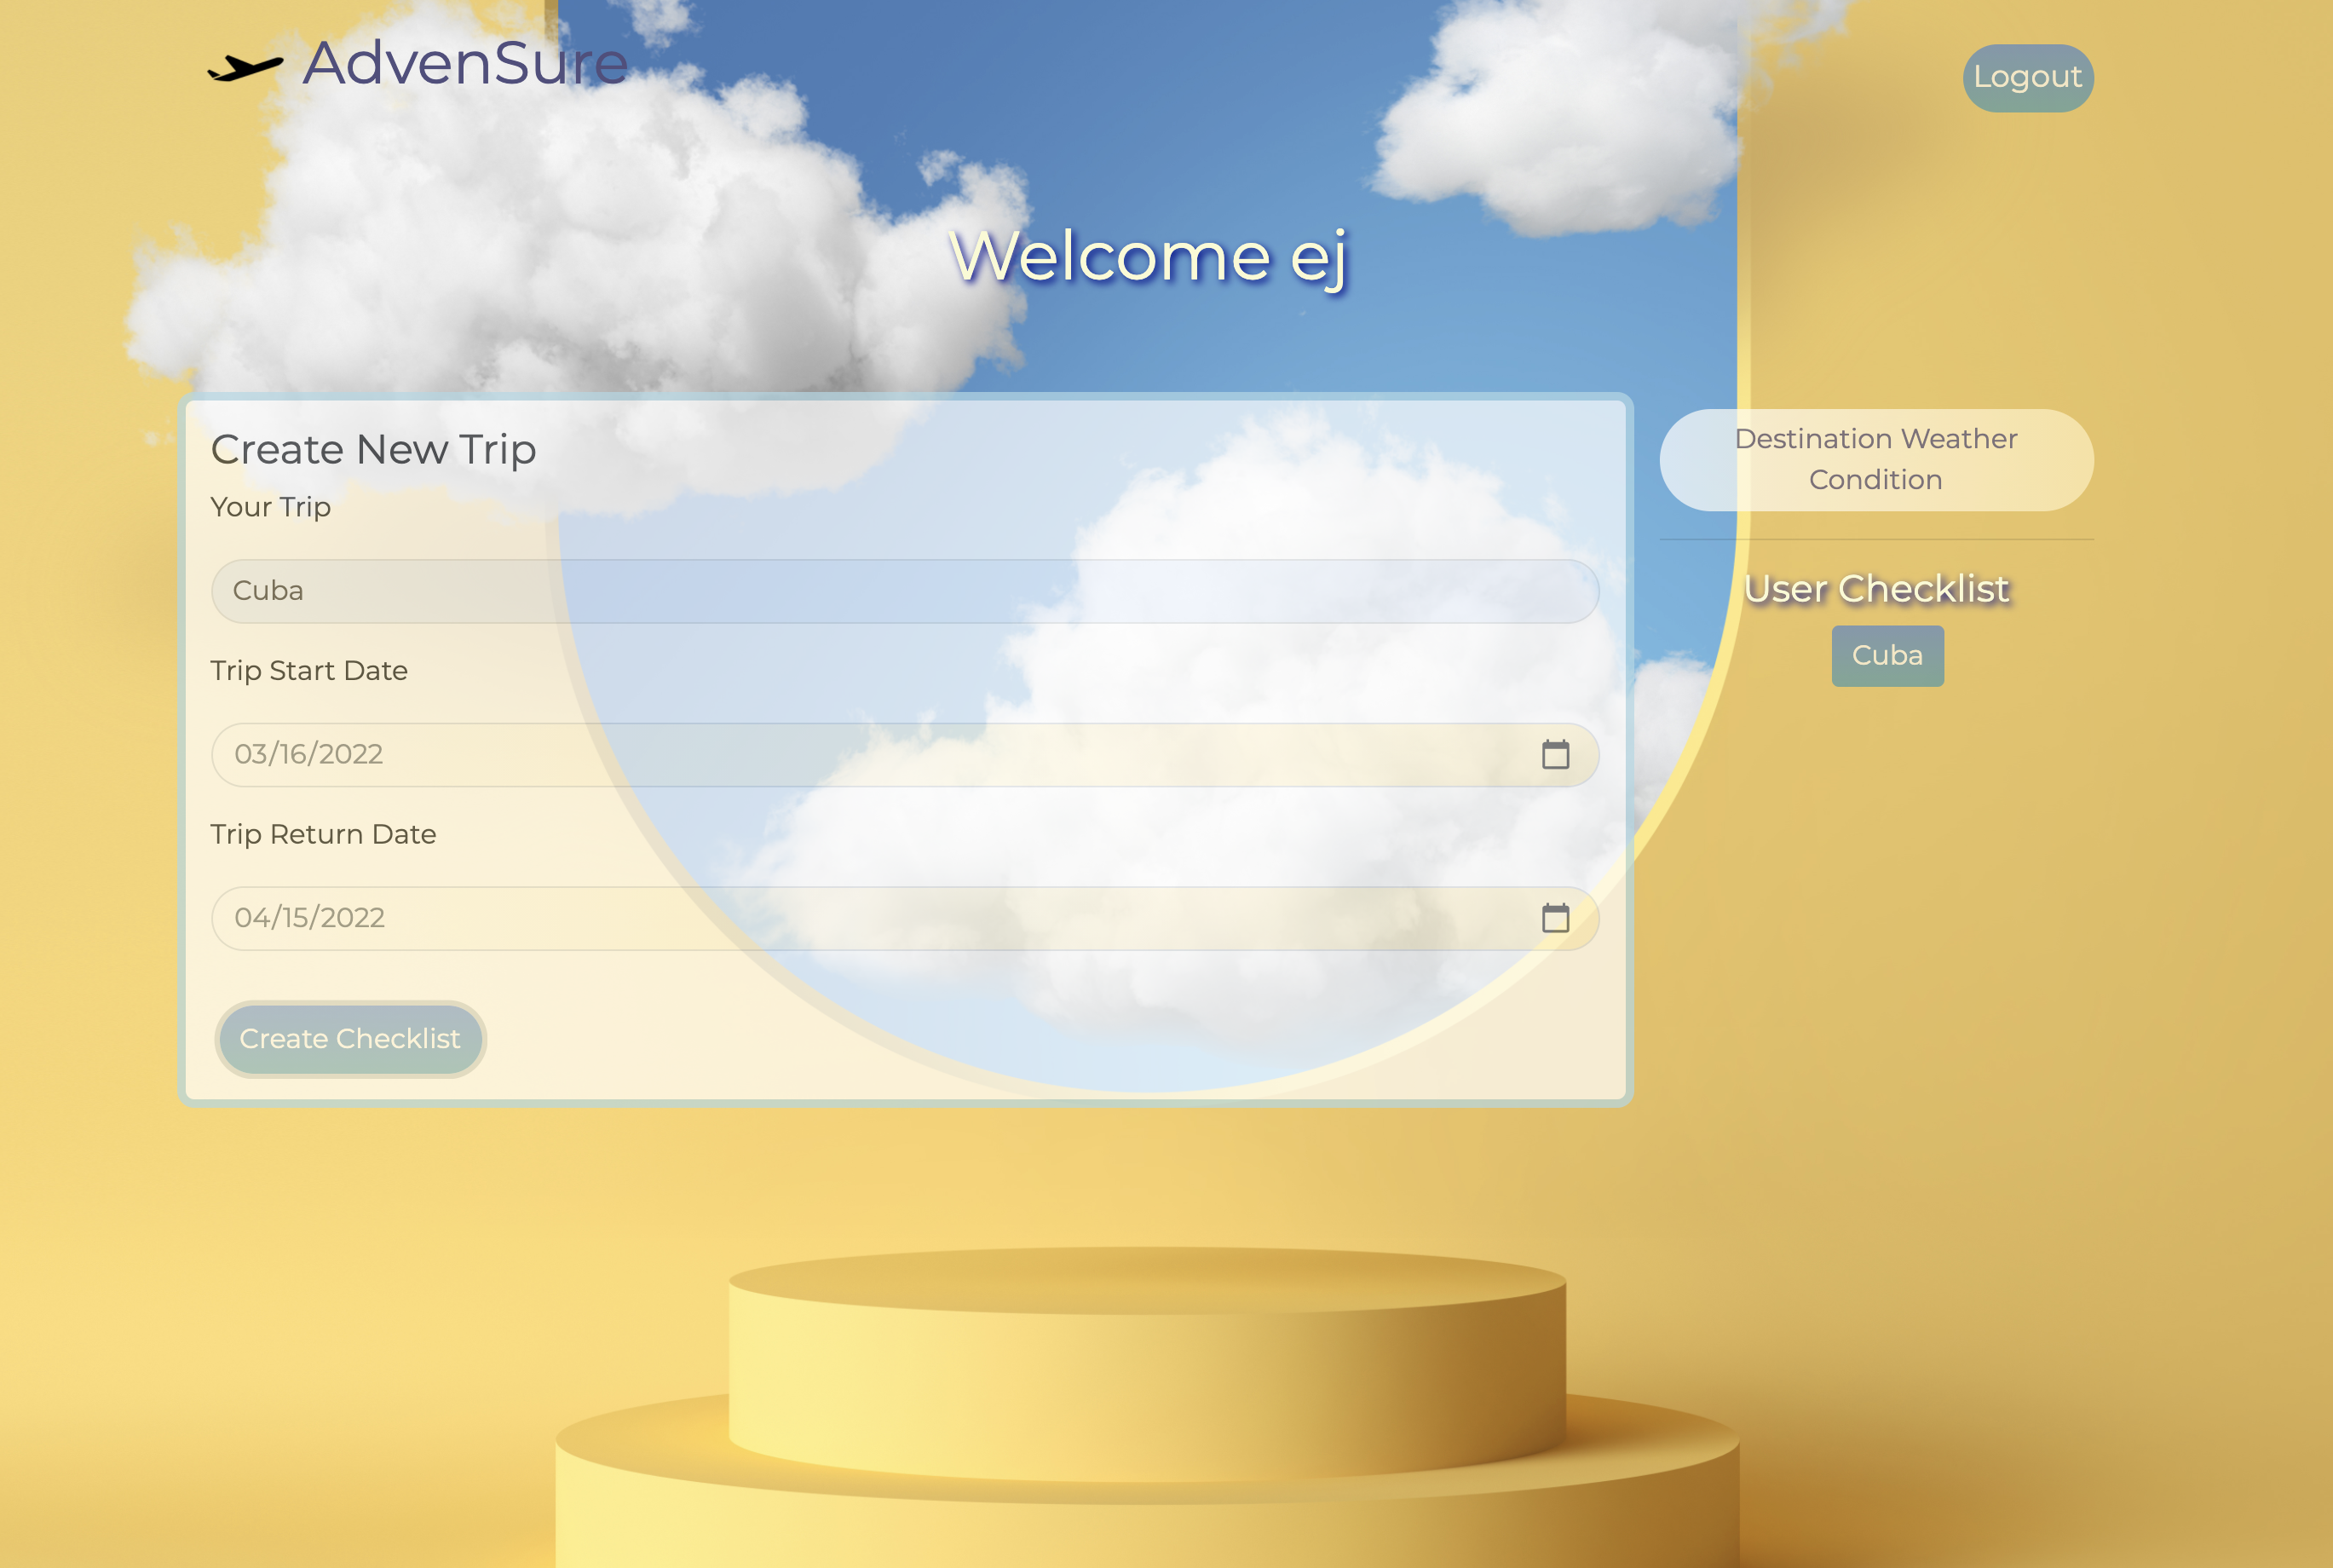 AdvenSure
Logout
Welcome ej
Create New Trip
Your Trip
Cuba
Trip Start Date
03/16/2022
Trip Return Date
04/15/2022
Create Checklist
Destination Weather
Condition
User Checklist
Cuba